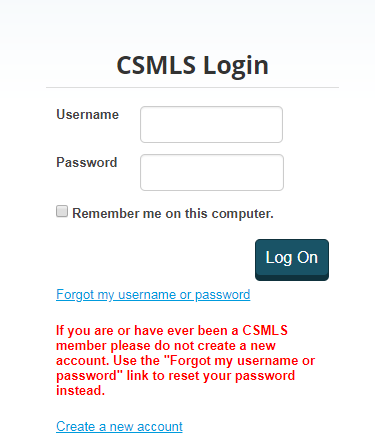 CSMLS Login
Username
Password
Remember me on this computer.
Log On
Forgot my username or password
If you are or have ever been a CSMLS
member please do not create a new
account. Use the "Forgot my username or
password" link to reset your password
instead.
Create a new account